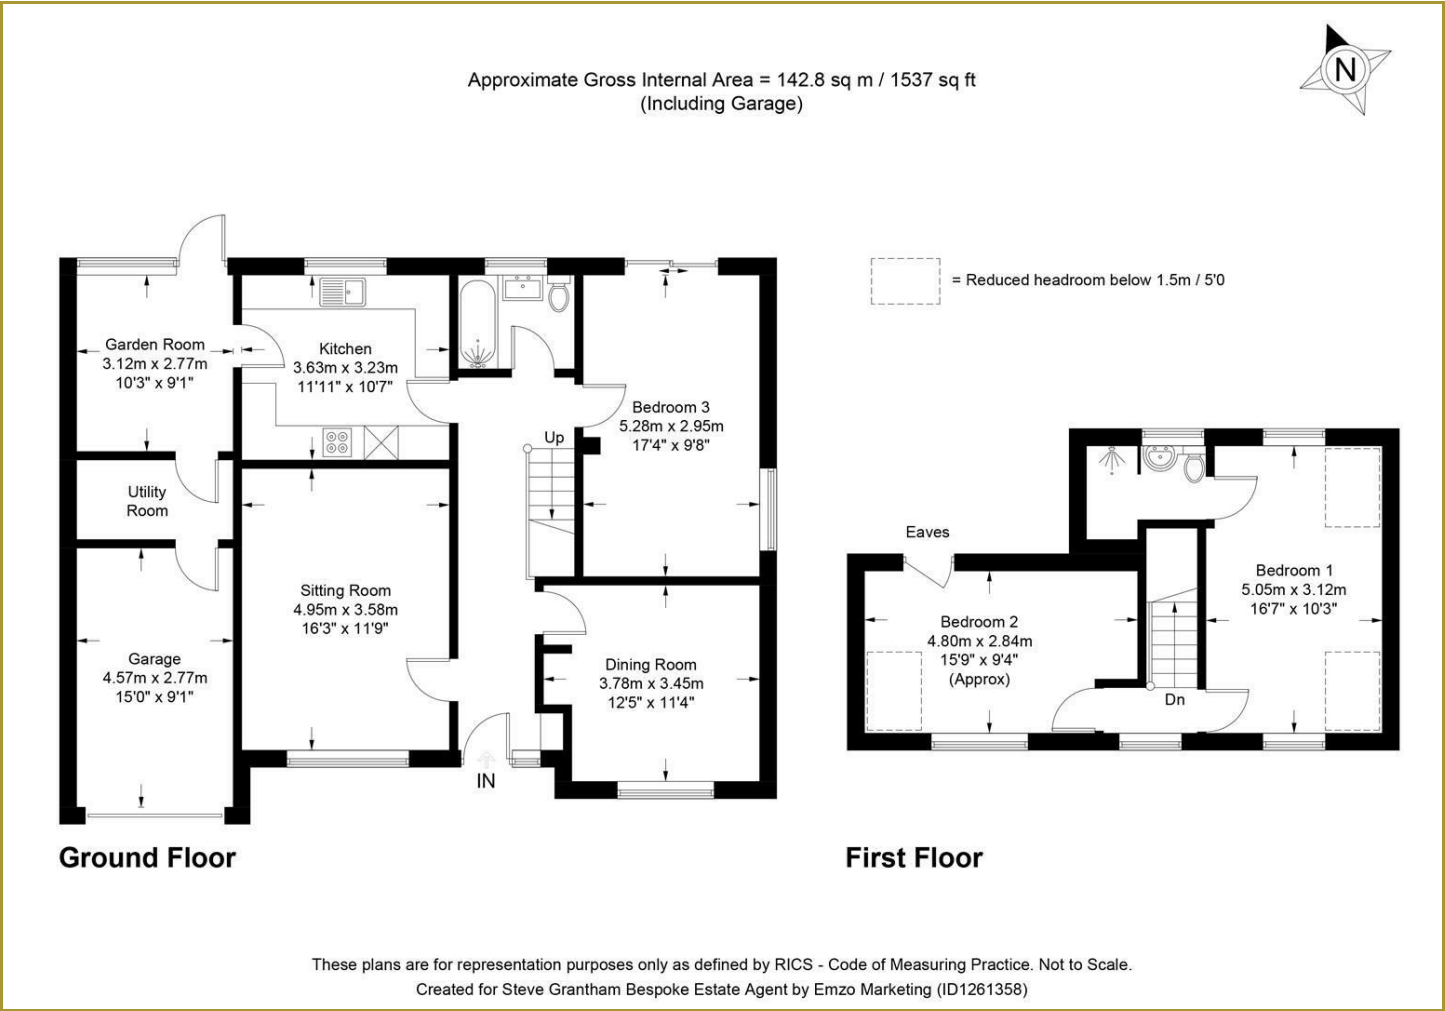 Approximate Gross Internal Area = 142.8 sq m / 1537 sq ft
(Including Garage)
N
= Reduced headroom below 1.5m / 5'0
Garden Room
3.12m x 2.77m
10'3" x 9'1"
Kitchen
3.63m x 3.23m
11'11" x 10'7"
Bedroom 3
5.28m x 2.95m
17'4" x 9'8"
Up
Utility
Room
Sitting Room
4.95m x 3.58m
16'3" x 11'9"
Garage
4.57m x 2.77m
15'0" x 9'1"
Dining Room
3.78m x 3.45m
12'5" x 11'4"
IN
Ground Floor
Eaves
Bedroom 1
5.05m x 3.12m
16'7" x 10'3"
Bedroom 2
4.80m x 2.84m
15'9" x 9'4"
(Approx)
Dn
First Floor
These plans are for representation purposes only as defined by RICS - Code of Measuring Practice. Not to Scale.
Created for Steve Grantham Bespoke Estate Agent by Emzo Marketing (ID1261358)